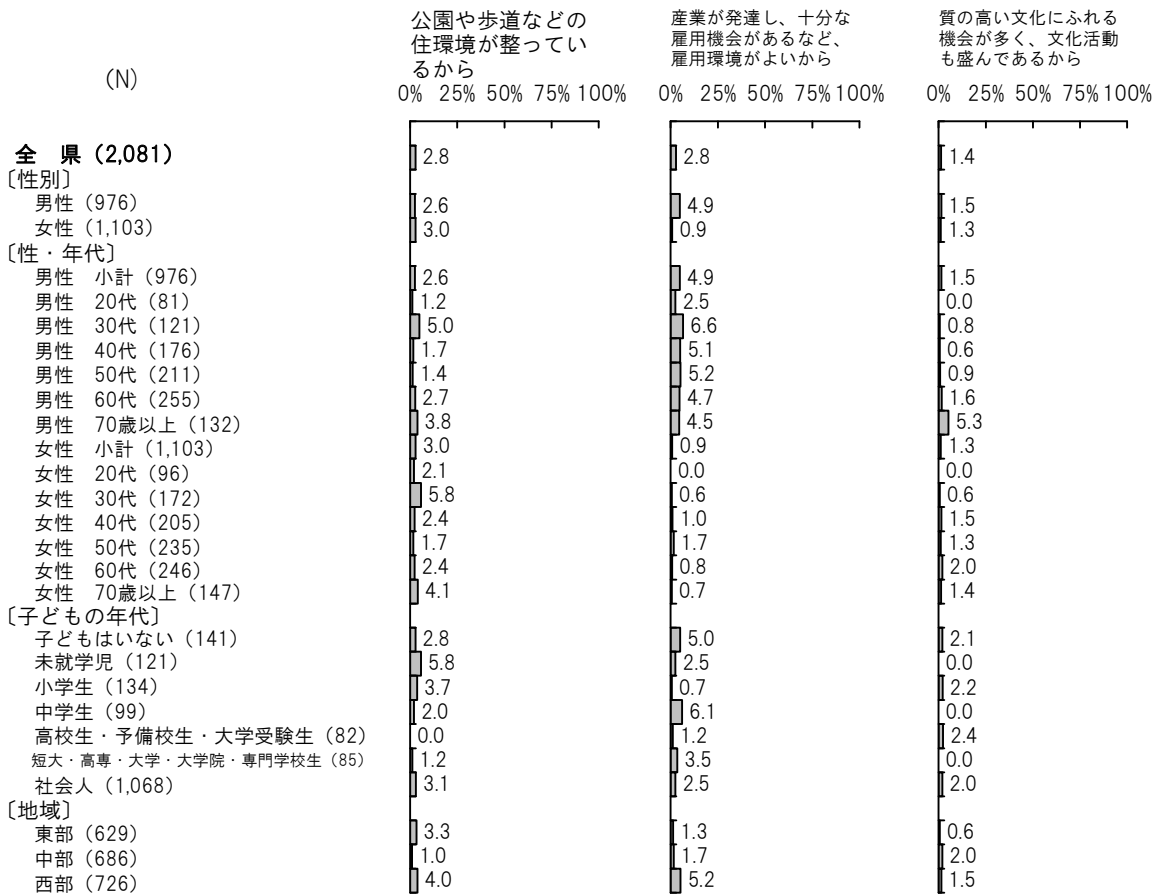 公園や歩道などの
住環境が整ってい
るから
産業が発達し、十分な
雇用機会があるなど、
雇用環境がよいから
質の高い文化にふれる
機会が多く、文化活動
も盛んであるから
(N)
0% 25% 50% 75% 100% 0% 25% 50% 75% 100% 0% 25% 50% 75% 100%
全　県（2,081） 2.8 2.8 1.4
〔性別〕
男性（976） 2.6 4.9 1.5
女性（1,103） 3.0 0.9 1.3
〔性・年代〕
男性　小計（976） 2.6 4.9 1.5
男性　20代（81） 1.2 2.5 0.0
男性　30代（121） 5.0 6.6 0.8
男性　40代（176） 1.7 5.1 0.6
男性　50代（211） 1.4 5.2 0.9
男性　60代（255） 2.7 4.7 1.6
男性　70歳以上（132） 3.8 4.5 5.3
女性　小計（1,103） 3.0 0.9 1.3
女性　20代（96） 2.1 0.0 0.0
女性　30代（172） 5.8 0.6 0.6
女性　40代（205） 2.4 1.0 1.5
女性　50代（235） 1.7 1.7 1.3
女性　60代（246） 2.4 0.8 2.0
女性　70歳以上（147） 4.1 0.7 1.4
〔子どもの年代〕
子どもはいない（141） 2.8 5.0 2.1
未就学児（121） 5.8 2.5 0.0
小学生（134） 3.7 0.7 2.2
中学生（99） 2.0 6.1 0.0
高校生・予備校生・大学受験生（82） 0.0 1.2 2.4
短大・高専・大学・大学院・専門学校生（85） 1.2 3.5 0.0
社会人（1,068） 3.1 2.5 2.0
〔地域〕
東部（629） 3.3 1.3 0.6
中部（686） 1.0 1.7 2.0
西部（726） 4.0 5.2 1.5